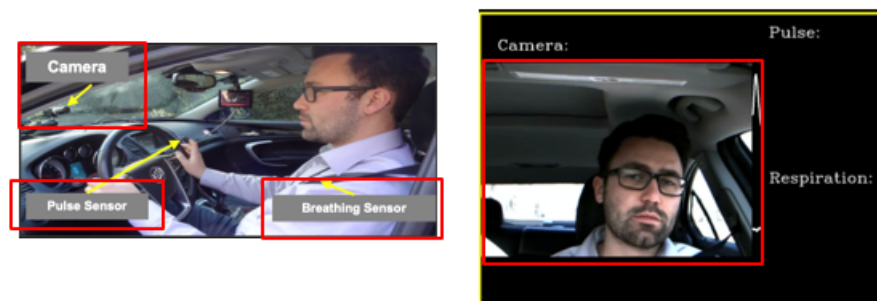 Camera
Pulse Sensor
Breathing Sensor
Camera:
Pulse:
Respiration: